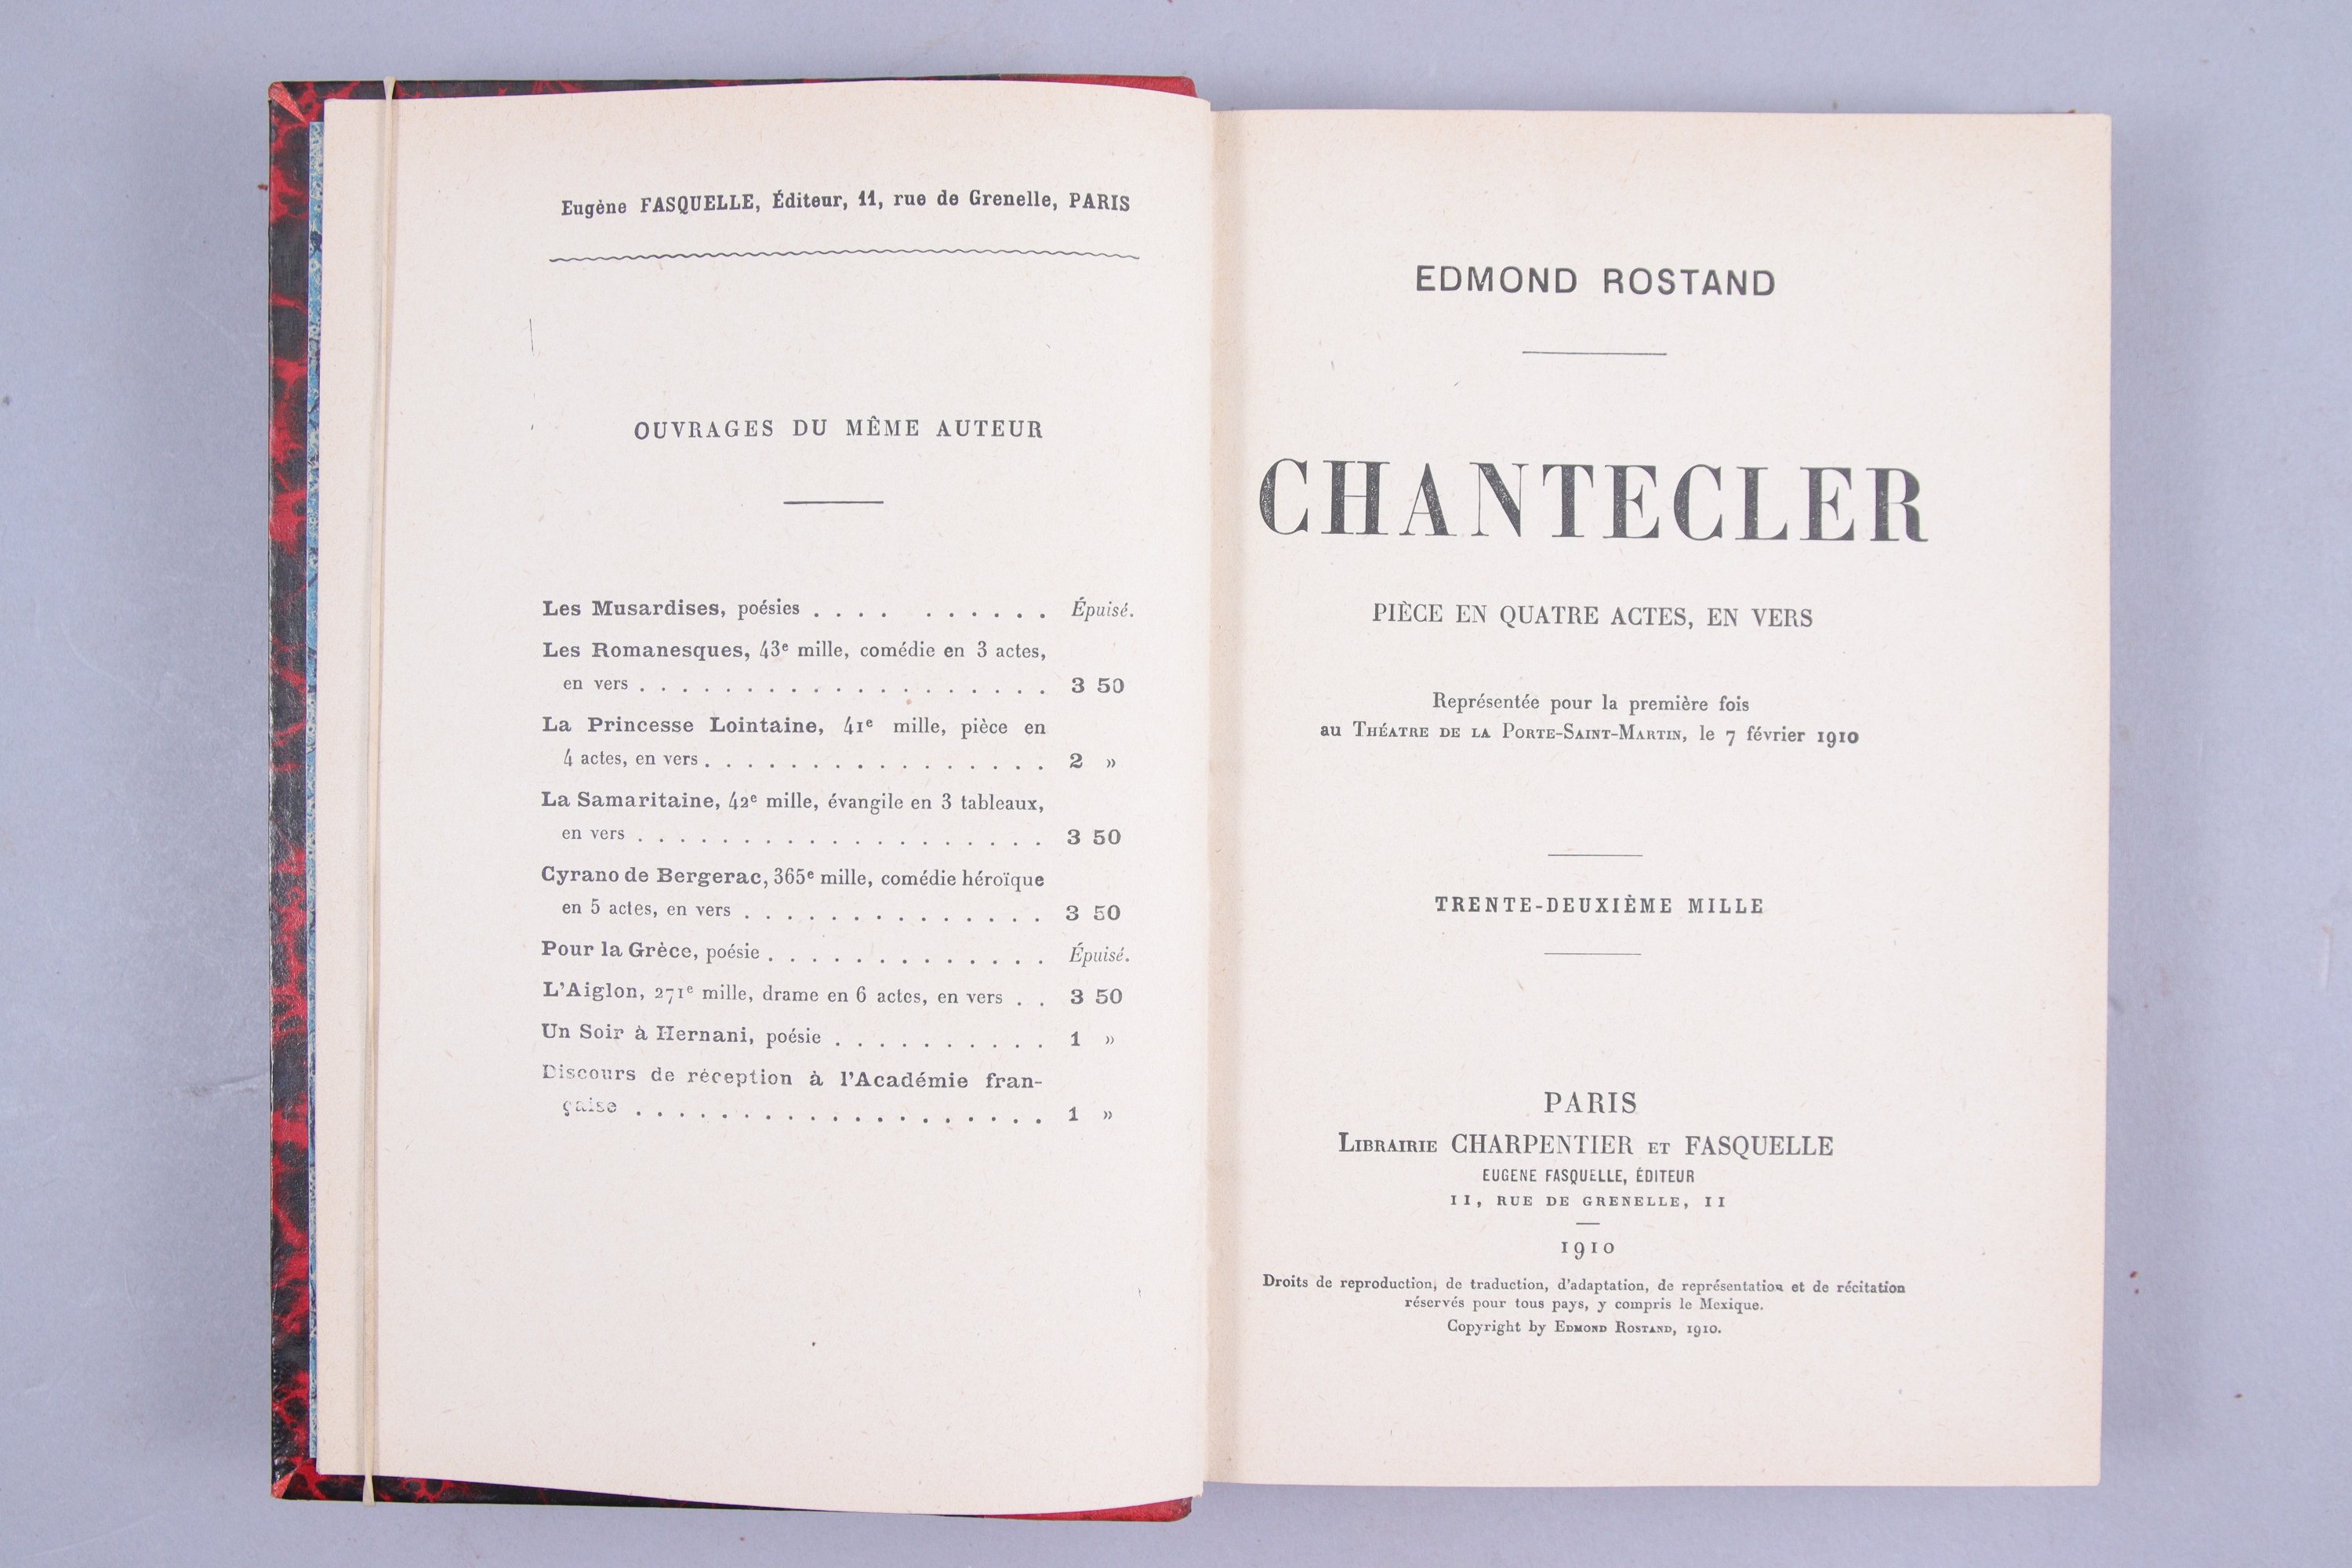 Eugène FASQUELLE, Éditeur, 11, rue de Grenelle, PARIS
OUVRAGES DU MÊME AUTEUR
Les Musardises, poésies . . . . . . . . . . Épuisé.
Les Romanesques, 43e mille, comédie en 3 actes,
en vers . . . . . . . . . . . . . . . . . . . 3 50
La Princesse Lointaine, 41e mille, pièce en
4 actes, en vers . . . . . . . . . . . . . . . . 2 »
La Samaritaine, 42e mille, évangile en 3 tableaux,
en vers . . . . . . . . . . . . . . . . . . . 3 50
Cyrano de Bergerac, 365e mille, comédie héroïque
en 5 actes, en vers . . . . . . . . . . . . . . 3 50
Pour la Grèce, poésie . . . . . . . . . . . . . Épuisé.
L'Aiglon, 271e mille, drame en 6 actes, en vers . . 3 50
Un Soir à Hernani, poésie . . . . . . . . . . 1 »
Discours de réception à l'Académie fran-
çaise . . . . . . . . . . . . . . . . . . . 1 »
EDMOND ROSTAND
CHANTECLER
PIÈCE EN QUATRE ACTES, EN VERS
Représentée pour la première fois
au THÉATRE DE LA PORTE-SAINT-MARTIN, le 7 février 1910
TRENTE-DEUXIÈME MILLE
PARIS
LIBRAIRIE CHARPENTIER ET FASQUELLE
EUGENE FASQUELLE, ÉDITEUR
11, RUE DE GRENELLE, 11
1910
Droits de reproduction, de traduction, d'adaptation, de représentation et de récitation
réservés pour tous pays, y compris le Mexique.
Copyright by EDMOND ROSTAND, 1910.